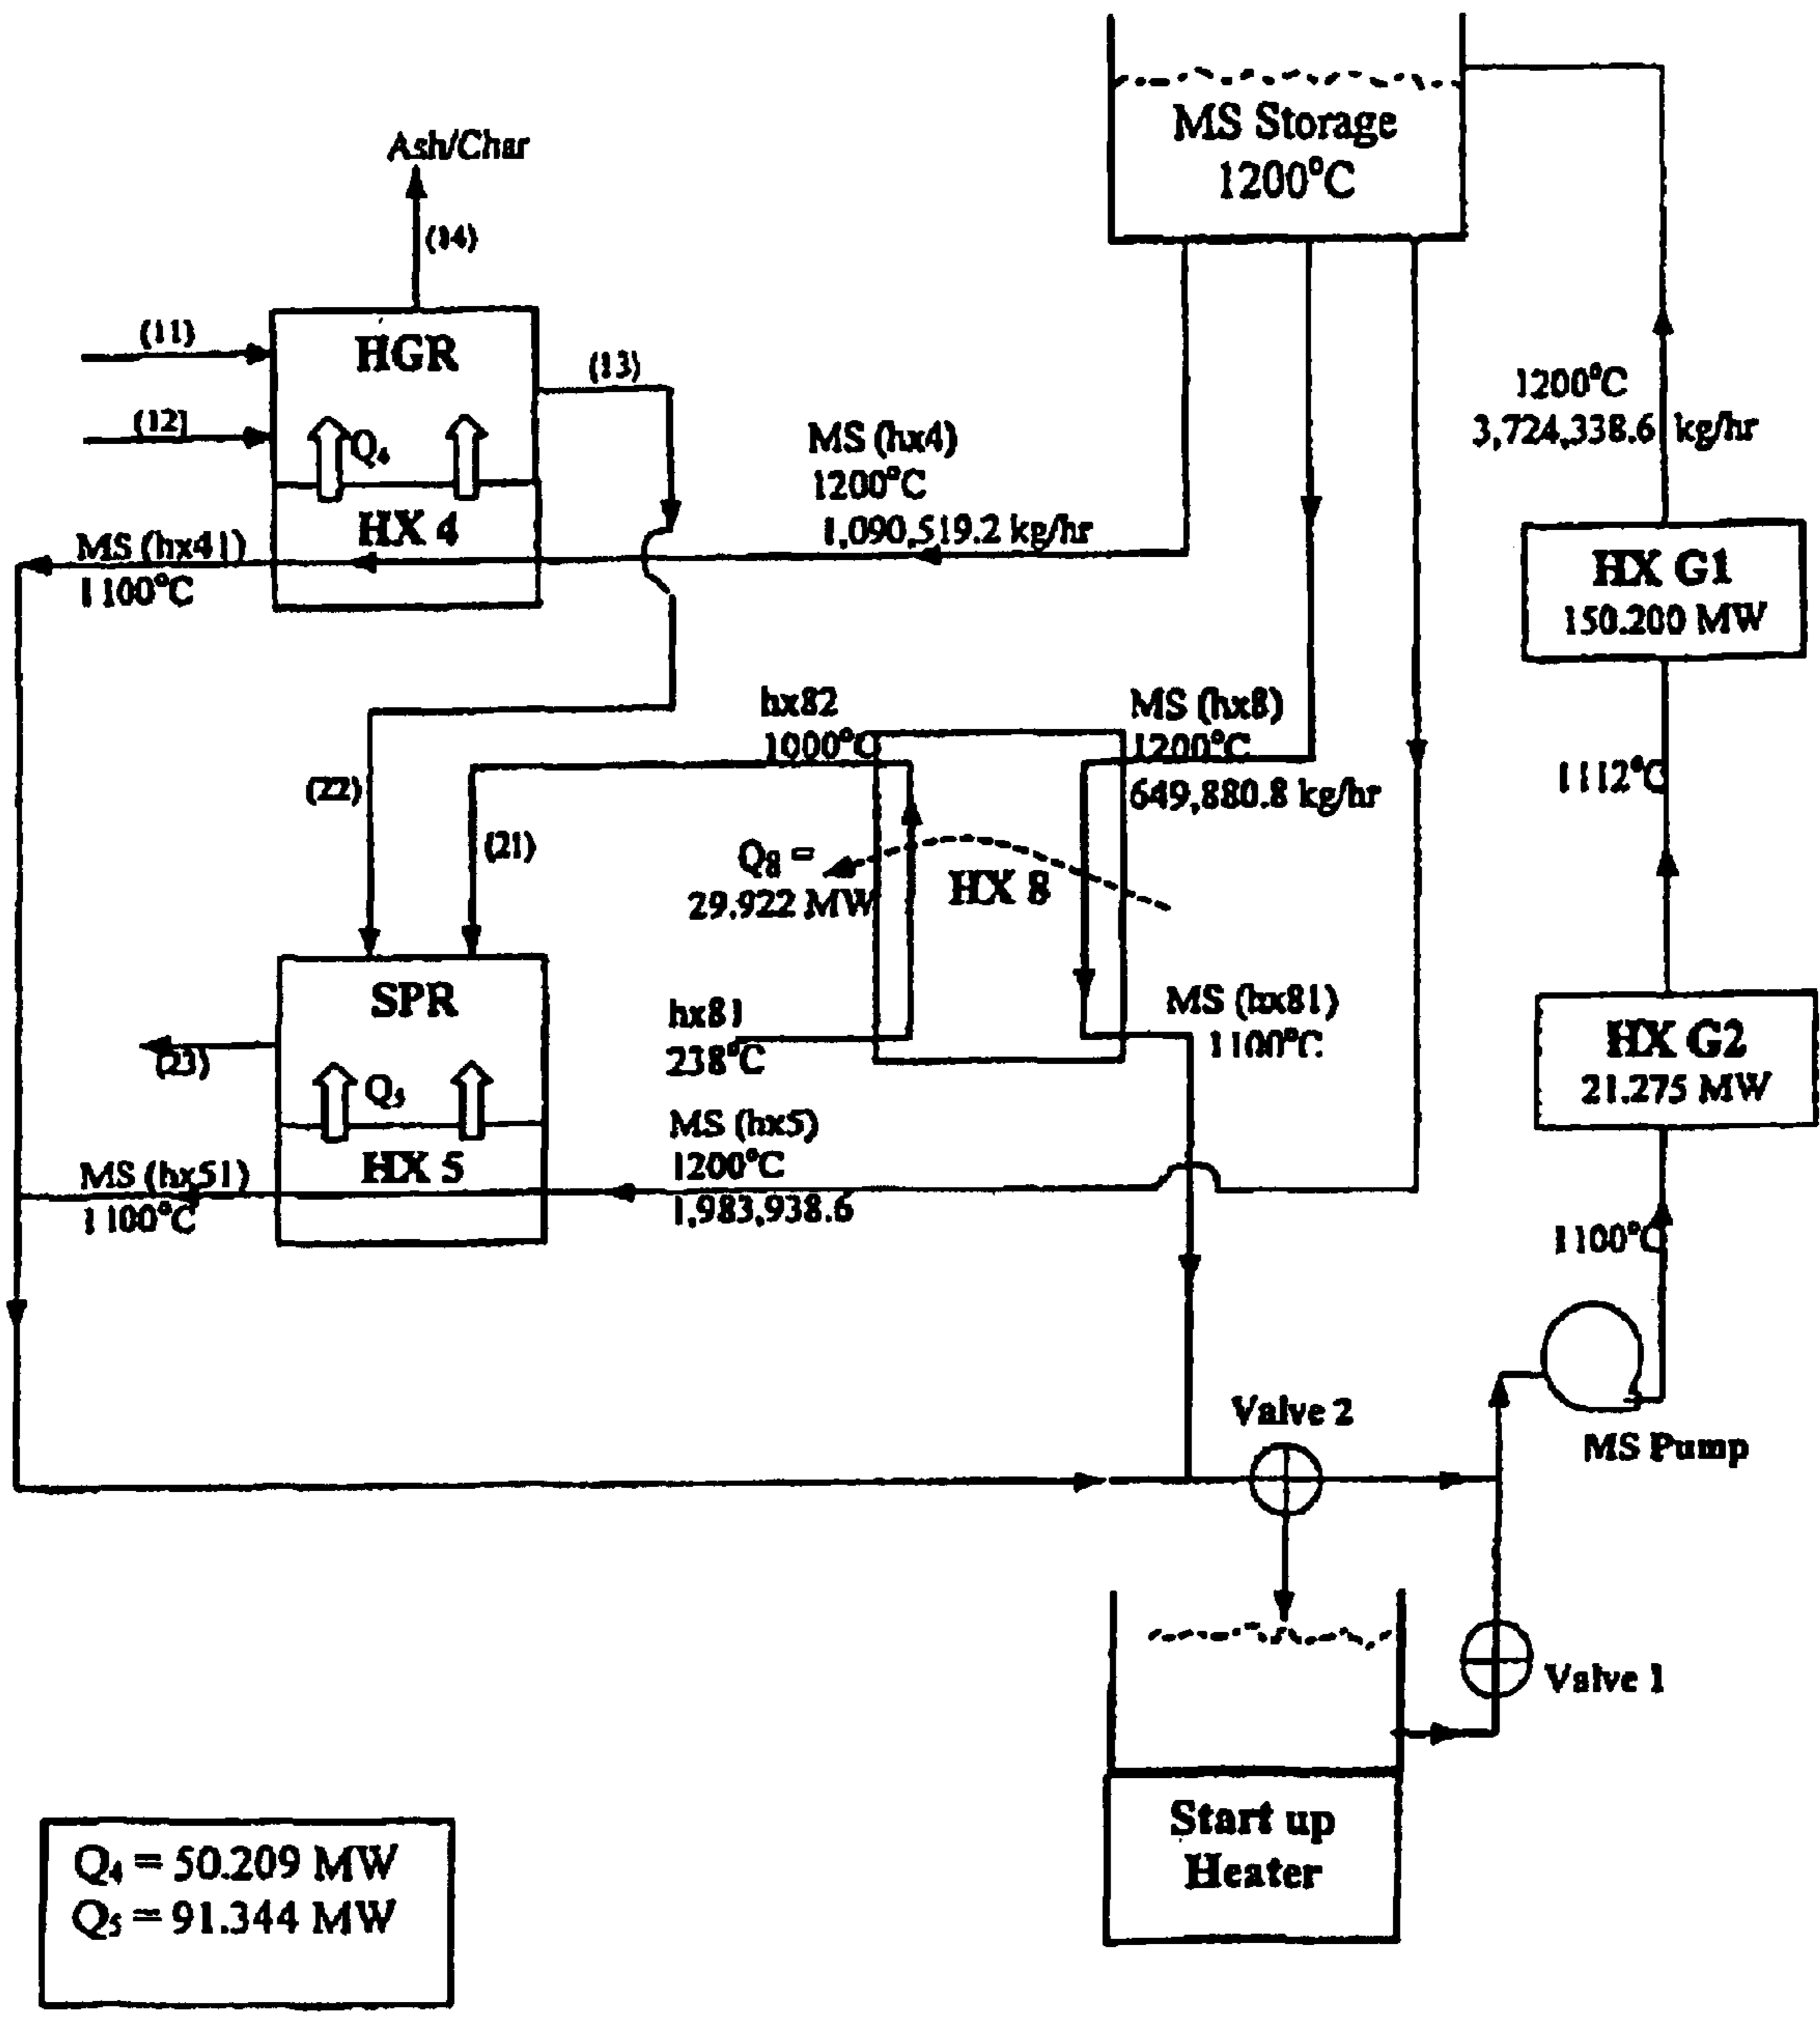 MS Storage
1200°C
Ash/Char
(14)
(11)
HGR
(13)
(12)
Q₄
HX 4
MS (hx4)
1200°C
1,090,519.2 kg/hr
MS (hx41)
1100°C
1200°C
3,724,338.6 kg/hr
HX G1
150.200 MW
hx82
1000°C
MS (hx8)
1200°C
649,880.8 kg/hr
1112°C
(22)
(21)
Q₈ =
29.922 MW
HX 8
SPR
hx81
238°C
MS (hx81)
1100°C
HX G2
21.275 MW
(23)
Q₅
MS (hx5)
1200°C
1,983,938.6
HX 5
MS (hx51)
1100°C
1100°C
MS Pump
Valve 2
Valve 1
Start up
Heater
Q₄ = 50.209 MW
Q₅ = 91.344 MW